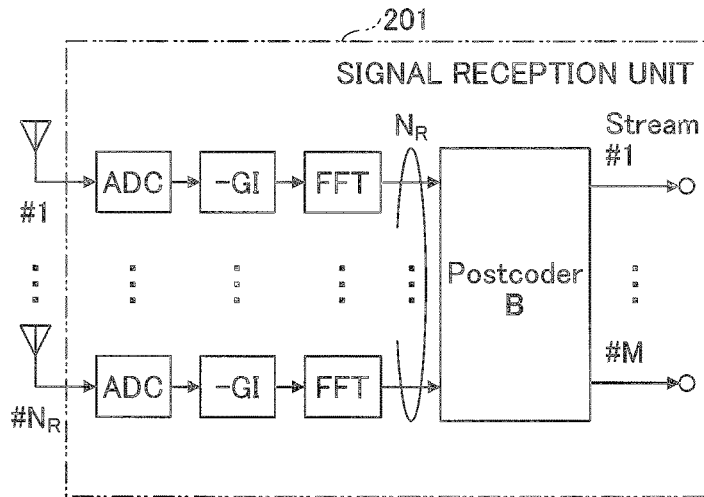 201
SIGNAL RECEPTION UNIT
N_R
Stream
#1
ADC
-GI
FFT
#1
Postcoder
B
#M
ADC
-GI
FFT
#N_R